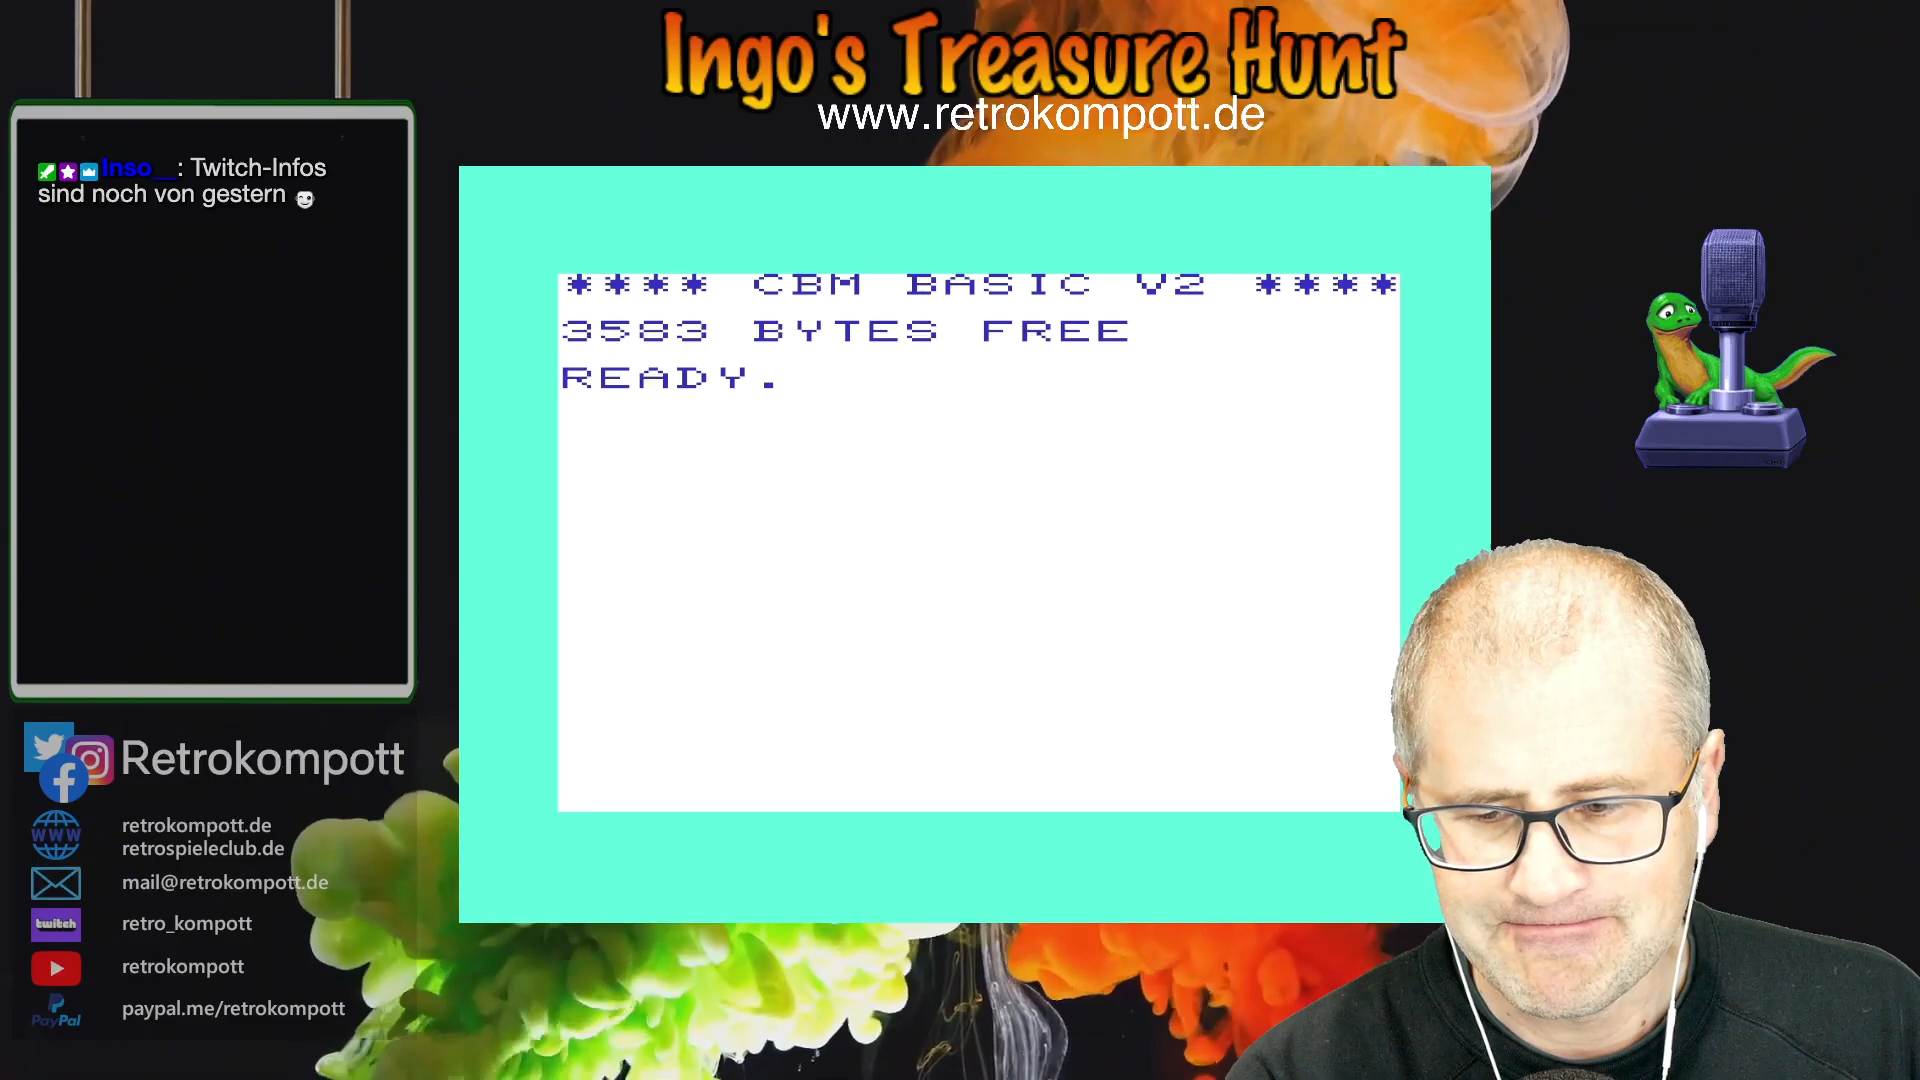 Ingo's Treasure Hunt
www.retrokompott.de
Inso__: Twitch-Infos
sind noch von gestern
**** CBM BASIC V2 ****
3583 BYTES FREE
READY.
Retrokompott
WWW
retrokompott.de
retrospieleclub.de
mail@retrokompott.de
twitch
retro_kompott
retrokompott
PayPal
paypal.me/retrokompott